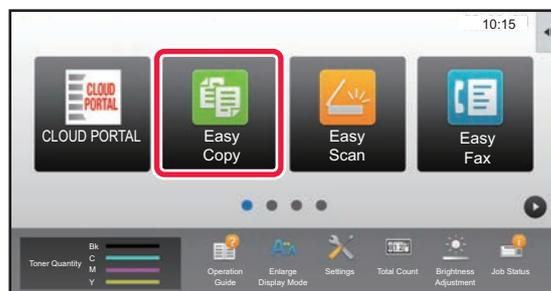 10:15
CLOUD
PORTAL
CLOUD PORTAL
Easy
Copy
Easy
Scan
Easy
Fax
Toner Quantity
Bk
C
M
Y
Operation
Guide
Enlarge
Display Mode
Settings
Total Count
Brightness
Adjustment
Job Status